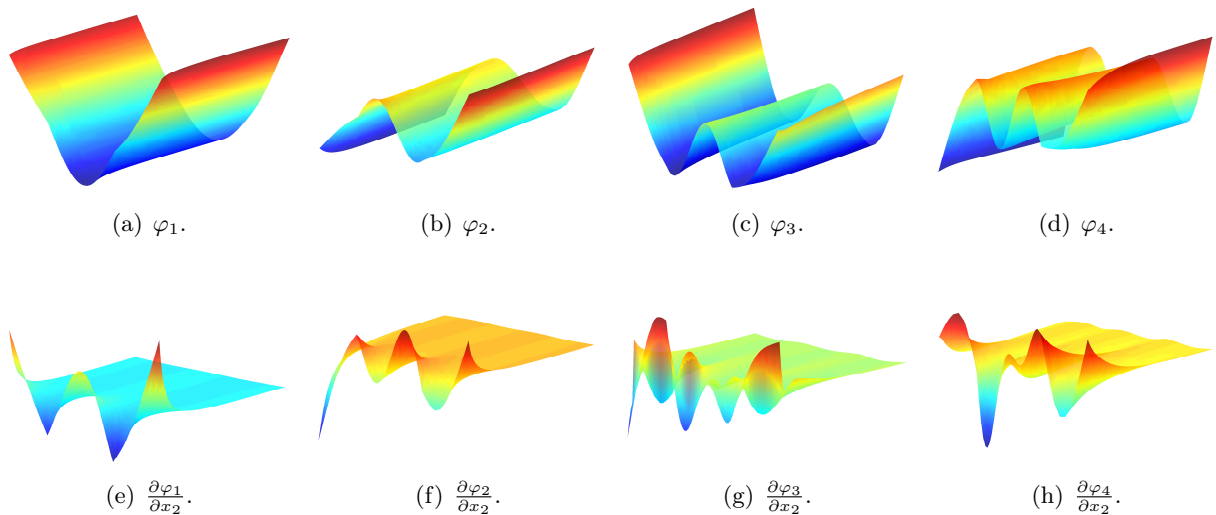 (a) φ₁.
(b) φ₂.
(c) φ₃.
(d) φ₄.
(e) ∂φ₁/∂x₂.
(f) ∂φ₂/∂x₂.
(g) ∂φ₃/∂x₂.
(h) ∂φ₄/∂x₂.